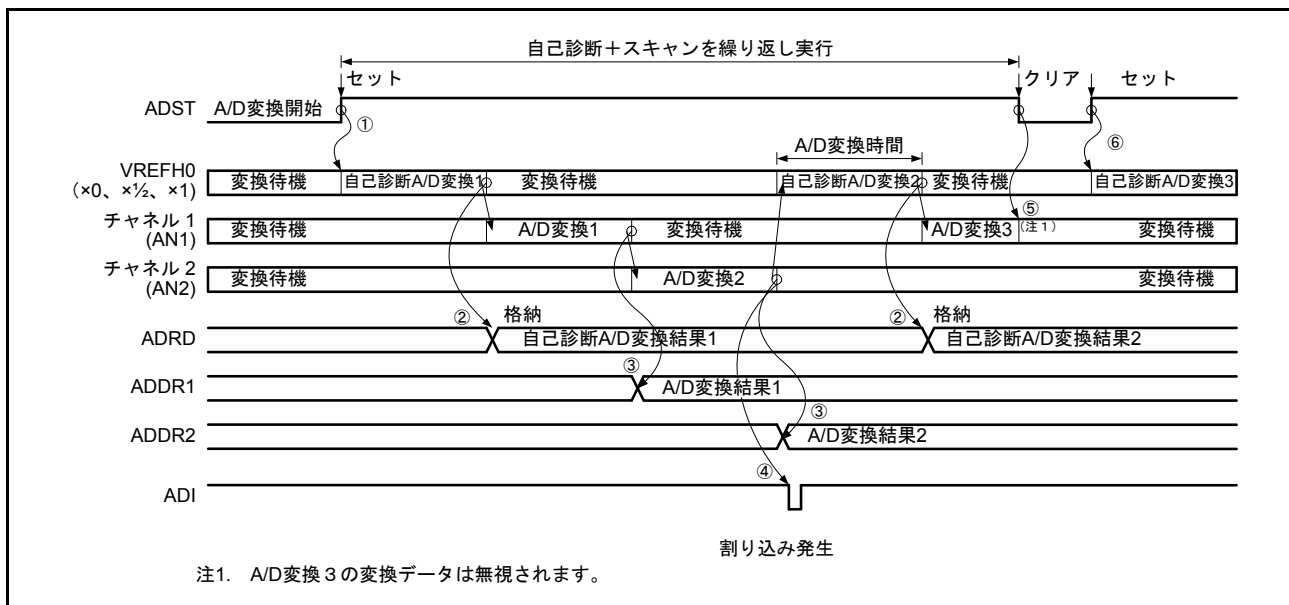 自己診断＋スキャンを繰り返し実行
セット
クリア
セット
ADST
A/D変換開始
①
⑥
A/D変換時間
VREFH0
（×0、×½、×1）
変換待機
自己診断A/D変換1
変換待機
自己診断A/D変換2
変換待機
自己診断A/D変換3
チャネル 1
(AN1)
変換待機
A/D変換1
変換待機
A/D変換3
⑤
（注１）
変換待機
チャネル 2
(AN2)
変換待機
A/D変換2
変換待機
ADRD
②
格納
自己診断A/D変換結果1
②
格納
自己診断A/D変換結果2
ADDR1
③
A/D変換結果1
ADDR2
③
A/D変換結果2
ADI
④
割り込み発生
注1. A/D変換３の変換データは無視されます。